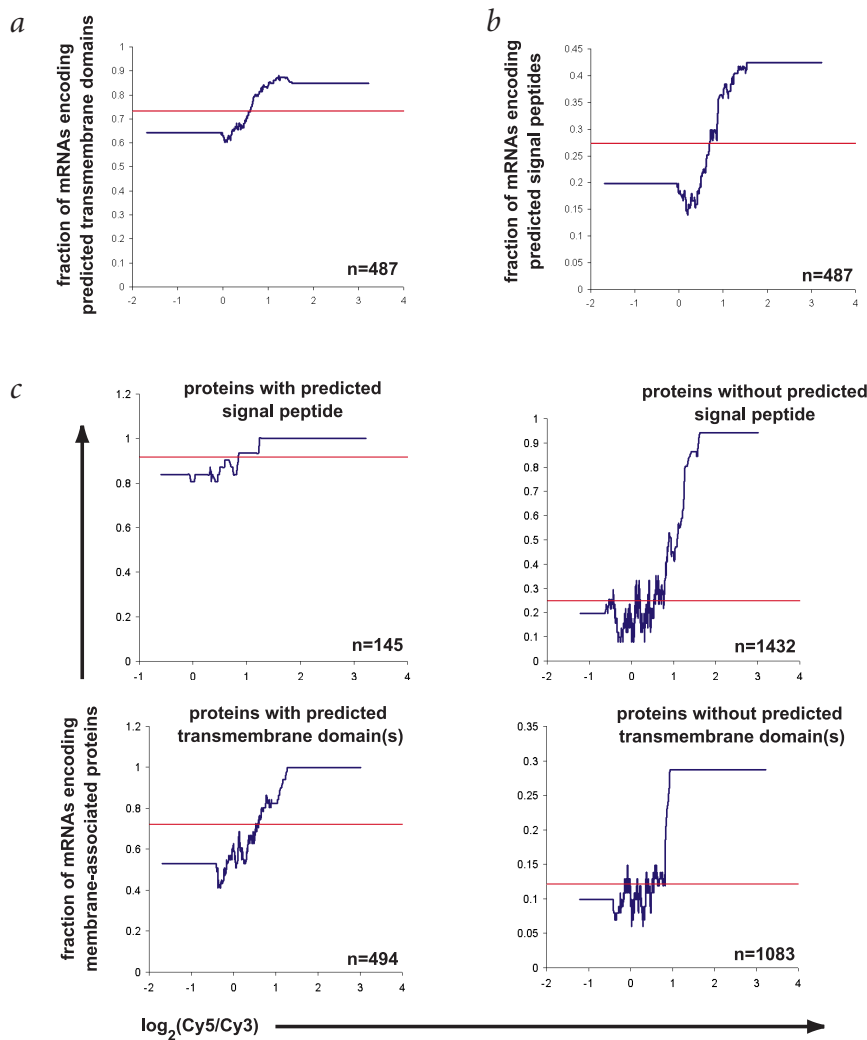 a
fraction of mRNAs encoding
predicted transmembrane domains
1
0.9
0.8
0.7
0.6
0.5
0.4
0.3
0.2
0.1
0
n=487
-2 -1 0 1 2 3 4
b
fraction of mRNAs encoding
predicted signal peptides
0.45
0.4
0.35
0.3
0.25
0.2
0.15
0.1
0.05
0
n=487
-2 -1 0 1 2 3 4
c
fraction of mRNAs encoding
membrane-associated proteins
proteins with predicted
signal peptide
1.2
1
0.8
0.6
0.4
0.2
0
n=145
-1 0 1 2 3 4
proteins without predicted
signal peptide
1
0.9
0.8
0.7
0.6
0.5
0.4
0.3
0.2
0.1
0
n=1432
-2 -1 0 1 2 3 4
proteins with predicted
transmembrane domain(s)
1.2
1
0.8
0.6
0.4
0.2
0
n=494
-2 -1 0 1 2 3 4
proteins without predicted
transmembrane domain(s)
0.35
0.3
0.25
0.2
0.15
0.1
0.05
0
n=1083
-2 -1 0 1 2 3 4
log2(Cy5/Cy3)